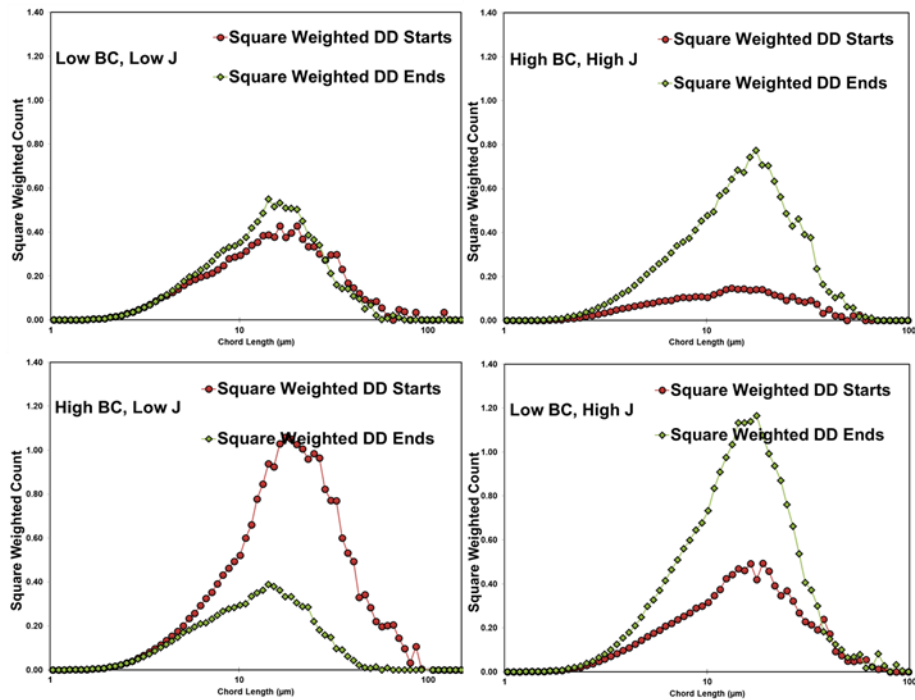 1.40
1.20
1.00
0.80
0.60
0.40
0.20
0.00
Square Weighted Count
Low BC, Low J
Square Weighted DD Starts
Square Weighted DD Ends
1
10
100
Chord Length (µm)
1.40
1.20
1.00
0.80
0.60
0.40
0.20
0.00
Square Weighted Count
High BC, High J
Square Weighted DD Starts
Square Weighted DD Ends
1
10
100
Chord Length (µm)
1.40
1.20
1.00
0.80
0.60
0.40
0.20
0.00
Square Weighted Count
High BC, Low J
Square Weighted DD Starts
Square Weighted DD Ends
1
10
100
Chord Length (µm)
1.40
1.20
1.00
0.80
0.60
0.40
0.20
0.00
Square Weighted Count
Low BC, High J
Square Weighted DD Starts
Square Weighted DD Ends
1
10
100
Chord Length (µm)